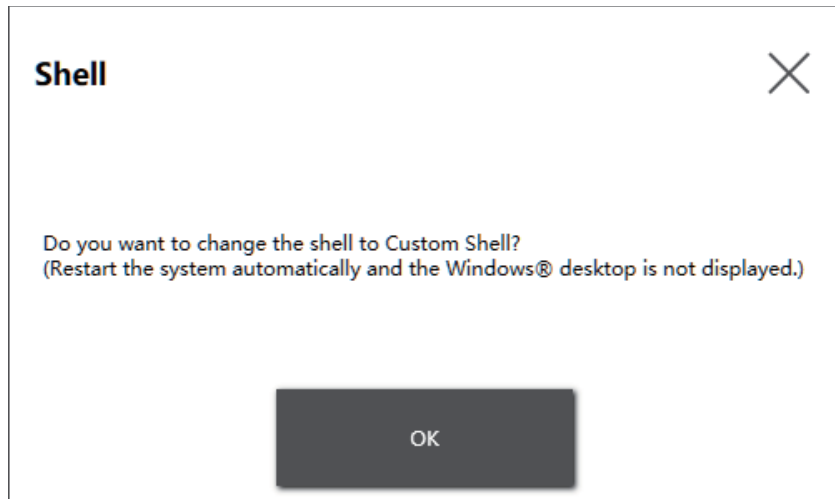 Shell
Do you want to change the shell to Custom Shell?
(Restart the system automatically and the Windows® desktop is not displayed.)
OK